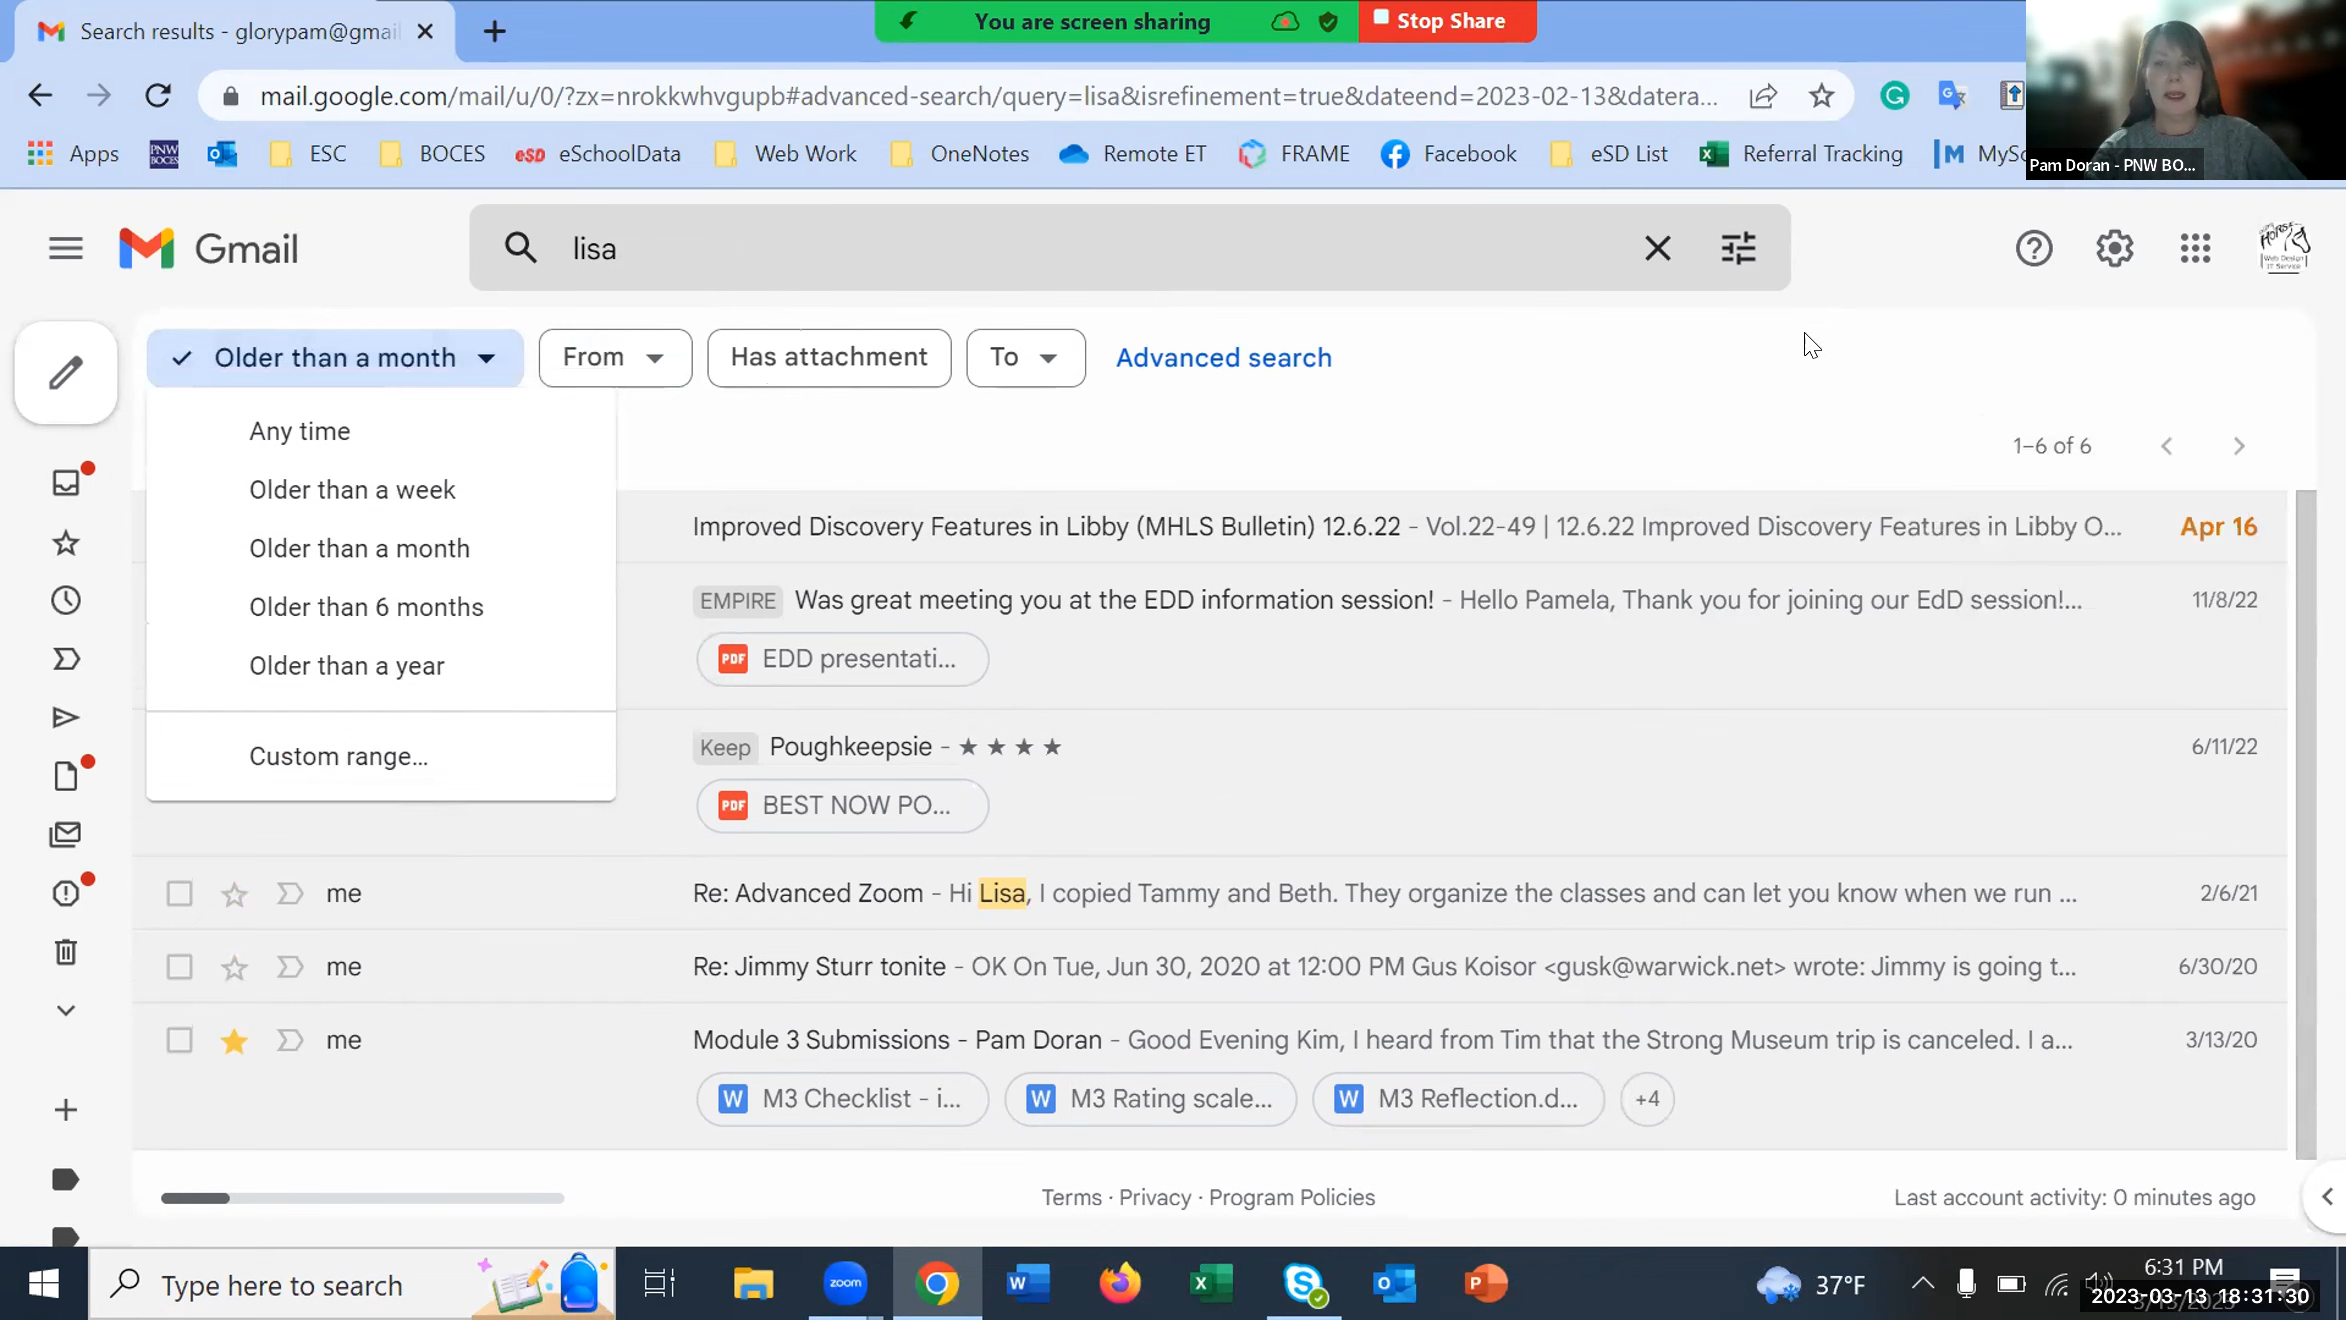 Search results - glorypam@gmai
You are screen sharing
Stop Share
mail.google.com/mail/u/0/?zx=nrokkwhvgupb#advanced-search/query=lisa&isrefinement=true&dateend=2023-02-13&datera...
Apps
PNW BOCES
ESC
BOCES
esD eSchoolData
Web Work
OneNotes
Remote ET
FRAME
Facebook
eSD List
Referral Tracking
MySc
Pam Doran - PNW BO...
Gmail
lisa
HORSE
Web Design
IT Service
Older than a month
From
Has attachment
To
Advanced search
Any time
Older than a week
Older than a month
Older than 6 months
Older than a year
Custom range...
1–6 of 6
Improved Discovery Features in Libby (MHLS Bulletin) 12.6.22 - Vol.22-49 | 12.6.22 Improved Discovery Features in Libby O... Apr 16
EMPIRE Was great meeting you at the EDD information session! - Hello Pamela, Thank you for joining our EdD session!... 11/8/22
PDF EDD presentati...
Keep Poughkeepsie - ★ ★ ★ ★ 6/11/22
PDF BEST NOW PO...
me Re: Advanced Zoom - Hi Lisa, I copied Tammy and Beth. They organize the classes and can let you know when we run ... 2/6/21
me Re: Jimmy Sturr tonite - OK On Tue, Jun 30, 2020 at 12:00 PM Gus Koisor <gusk@warwick.net> wrote: Jimmy is going t... 6/30/20
me Module 3 Submissions - Pam Doran - Good Evening Kim, I heard from Tim that the Strong Museum trip is canceled. I a... 3/13/20
W M3 Checklist - i...
W M3 Rating scale...
W M3 Reflection.d...
+4
Terms · Privacy · Program Policies
Last account activity: 0 minutes ago
Type here to search
zoom
37°F
6:31 PM
2023-03-13 18:31:30